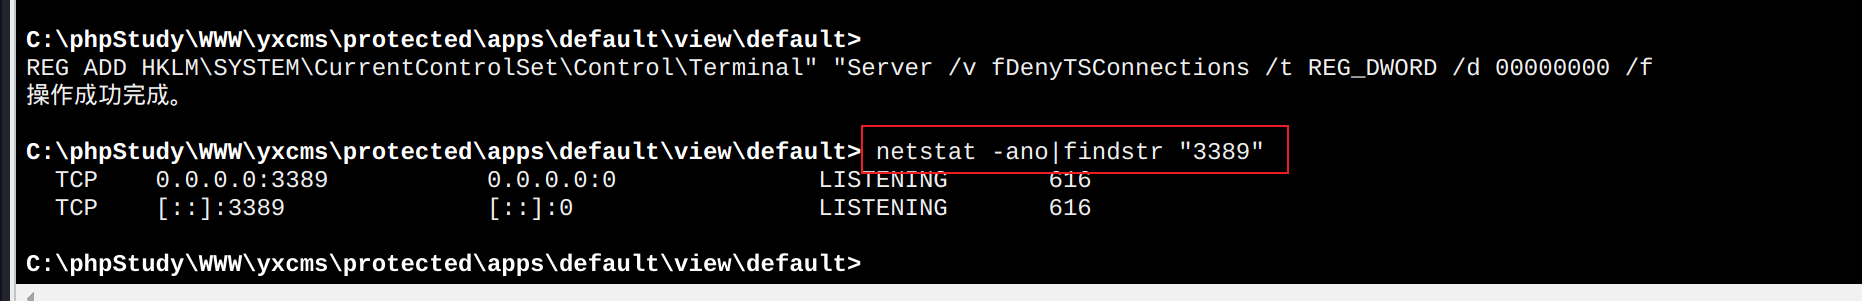 C:\phpStudy\WWW\yxcms\protected\apps\default\view\default>
REG ADD HKLM\SYSTEM\CurrentControlSet\Control\Terminal" "Server /v fDenyTSConnections /t REG_DWORD /d 00000000 /f
操作成功完成。
C:\phpStudy\WWW\yxcms\protected\apps\default\view\default> netstat -ano|findstr "3389"
TCP 0.0.0.0:3389 0.0.0.0:0 LISTENING 616
TCP [::]:3389 [::]:0 LISTENING 616
C:\phpStudy\WWW\yxcms\protected\apps\default\view\default>